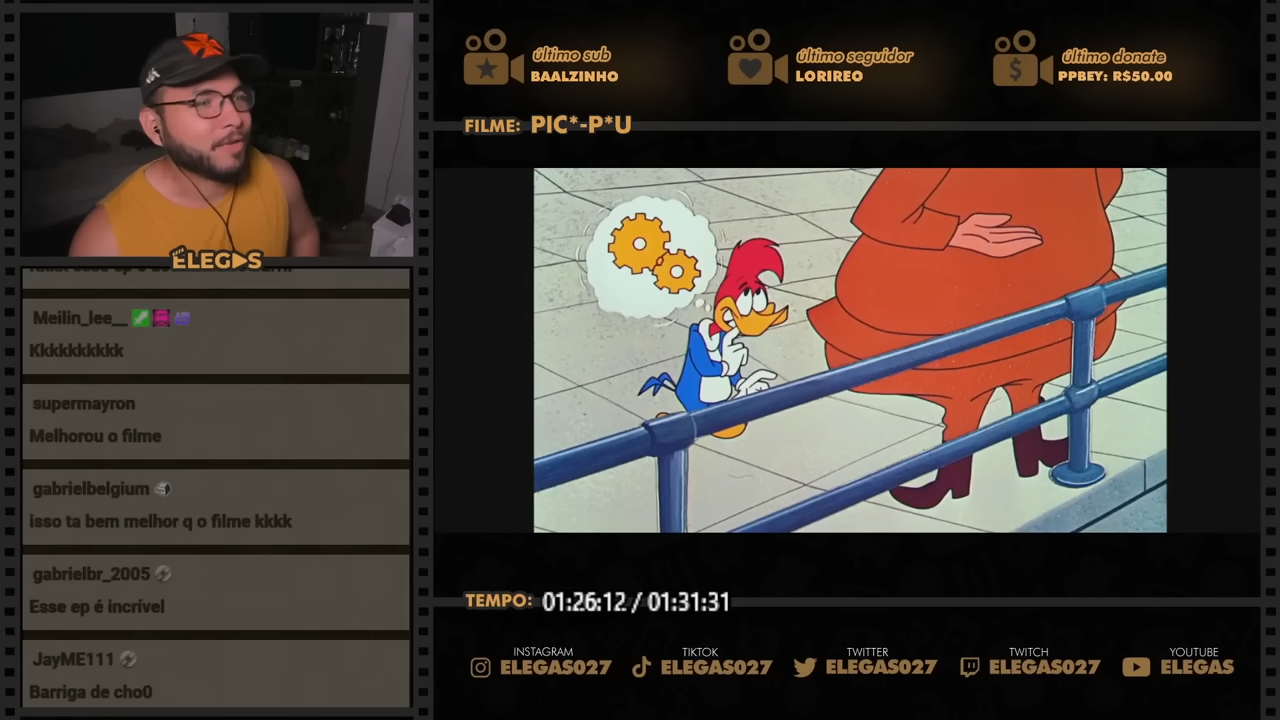 último sub
BAALZINHO
último seguidor
LORIREO
último donate
PPBEY: R$50.00
FILME: PIC*-P*U
ELEGAS
Meilin_lee__
Kkkkkkkkkk
supermayron
Melhorou o filme
gabrielbelgium
isso ta bem melhor q o filme kkkk
gabrielbr_2005
Esse ep é incrível
JayME111
Barriga de cho0
TEMPO: 01:26:12 / 01:31:31
INSTAGRAM
ELEGAS027
TIKTOK
ELEGAS027
TWITTER
ELEGAS027
TWITCH
ELEGAS027
YOUTUBE
ELEGAS